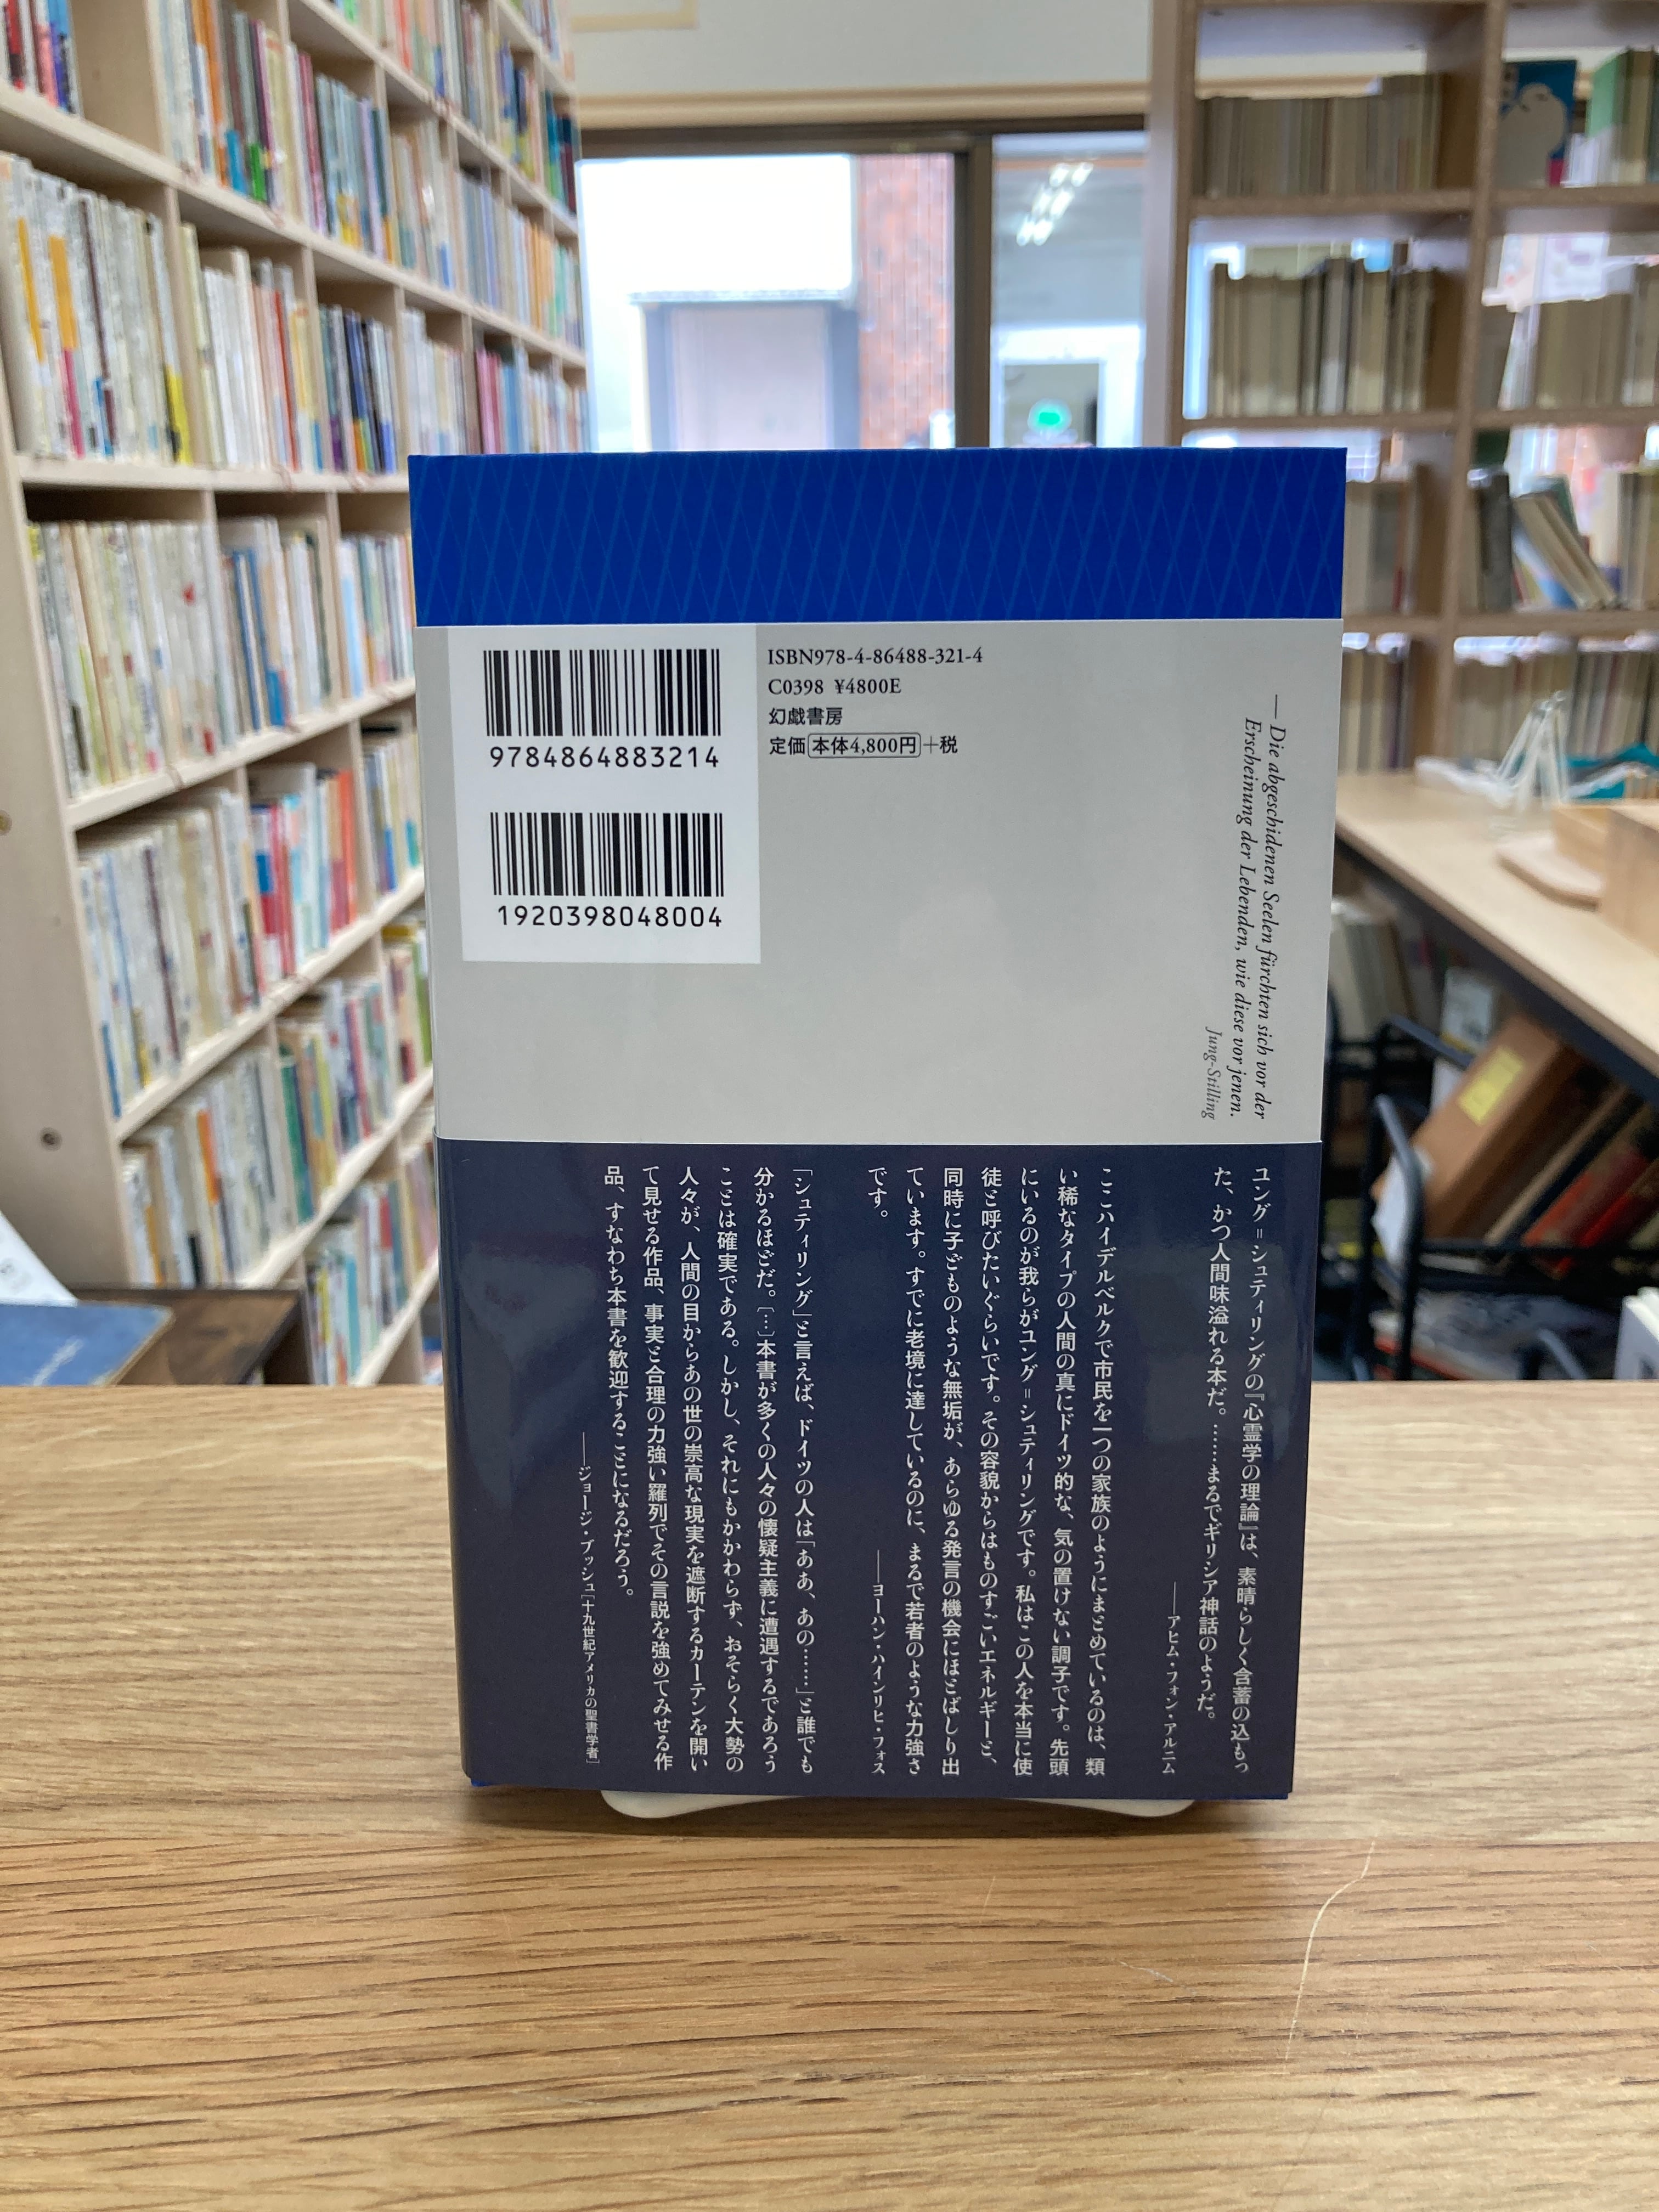 ISBN978-4-86488-321-4
C0398 ¥4800E
幻戯書房
定価 本体4,800円+税
9784864883214
1920398048004
—Die abgeschidenen Seelen fürchten sich vor der
Erscheinung der Lebenden, wie diese vor jenen.
Jung-Stilling
ユング=シュティリングの『心霊学の理論』は、素晴らしく含蓄の込もっ
た、かつ人間味溢れる本だ。……まるでギリシア神話のようだ。
——アヒム・フォン・アルニム
ここハイデルベルクで市民を一つの家族のようにまとめているのは、類
い稀なタイプの人間の真にドイツ的な、気の置けない調子です。先頭
にいるのが我らがユング=シュティリングです。私はこの人を本当に使
徒と呼びたいぐらいです。その容貌からはものすごいエネルギーと、
同時に子どものような無垢が、あらゆる発言の機会にほとばしり出
ています。すでに老境に達しているのに、まるで若者のような力強さ
です。
——ヨーハン・ハインリヒ・フォス
「シュティリング」と言えば、ドイツの人は「ああ、あの……」と誰でも
分かるほどだ。[…]本書が多くの人々の懐疑主義に遭遇するであろう
ことは確実である。しかし、それにもかかわらず、おそらく大勢の
人々が、人間の目からあの世の崇高な現実を遮断するカーテンを開い
て見せる作品、事実と合理の力強い羅列でその言説を強めてみせる作
品、すなわち本書を歓迎することになるだろう。
——ジョージ・ブッシュ[十九世紀アメリカの聖書学者]